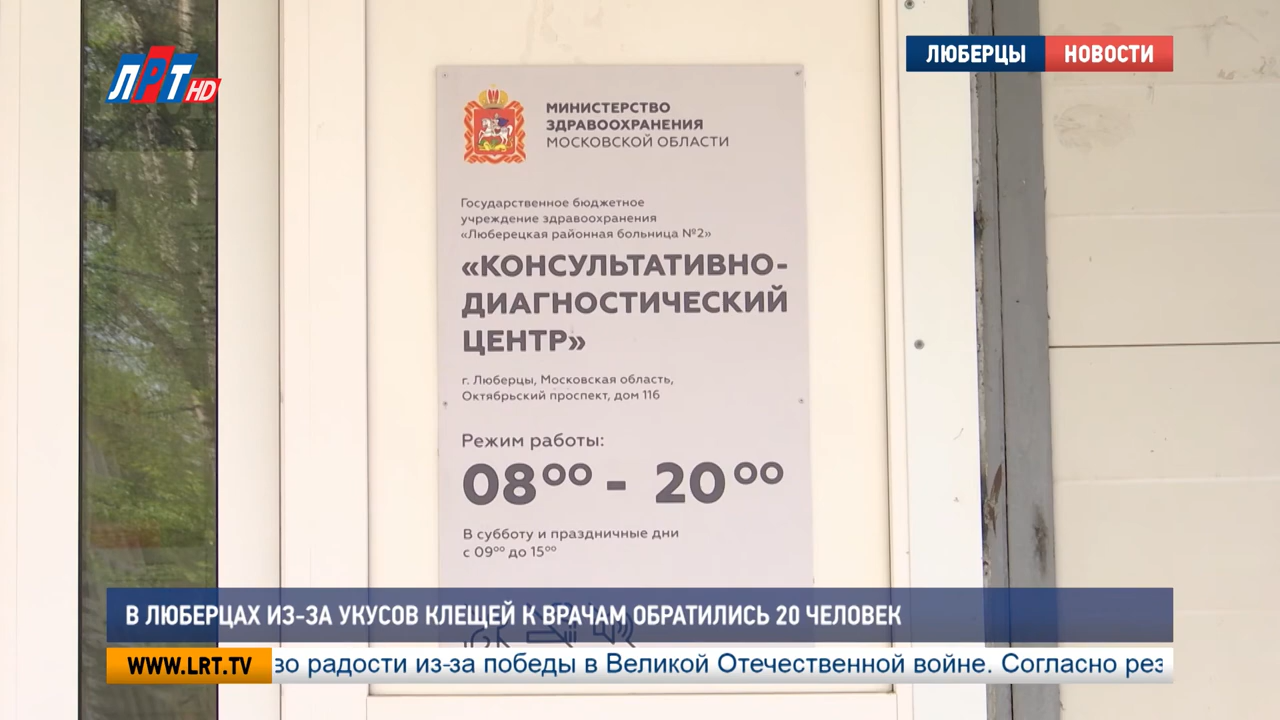 ЛРТ HD
ЛЮБЕРЦЫ НОВОСТИ
МИНИСТЕРСТВО
ЗДРАВООХРАНЕНИЯ
МОСКОВСКОЙ ОБЛАСТИ
Государственное бюджетное
учреждение здравоохранения
«Люберецкая районная больница №2»
«КОНСУЛЬТАТИВНО-
ДИАГНОСТИЧЕСКИЙ
ЦЕНТР»
г. Люберцы, Московская область,
Октябрьский проспект, дом 116
Режим работы:
08⁰⁰ - 20⁰⁰
В субботу и праздничные дни
с 09⁰⁰ до 15⁰⁰
В ЛЮБЕРЦАХ ИЗ-ЗА УКУСОВ КЛЕЩЕЙ К ВРАЧАМ ОБРАТИЛИСЬ 20 ЧЕЛОВЕК
WWW.LRT.TV во радости из-за победы в Великой Отечественной войне. Согласно рез